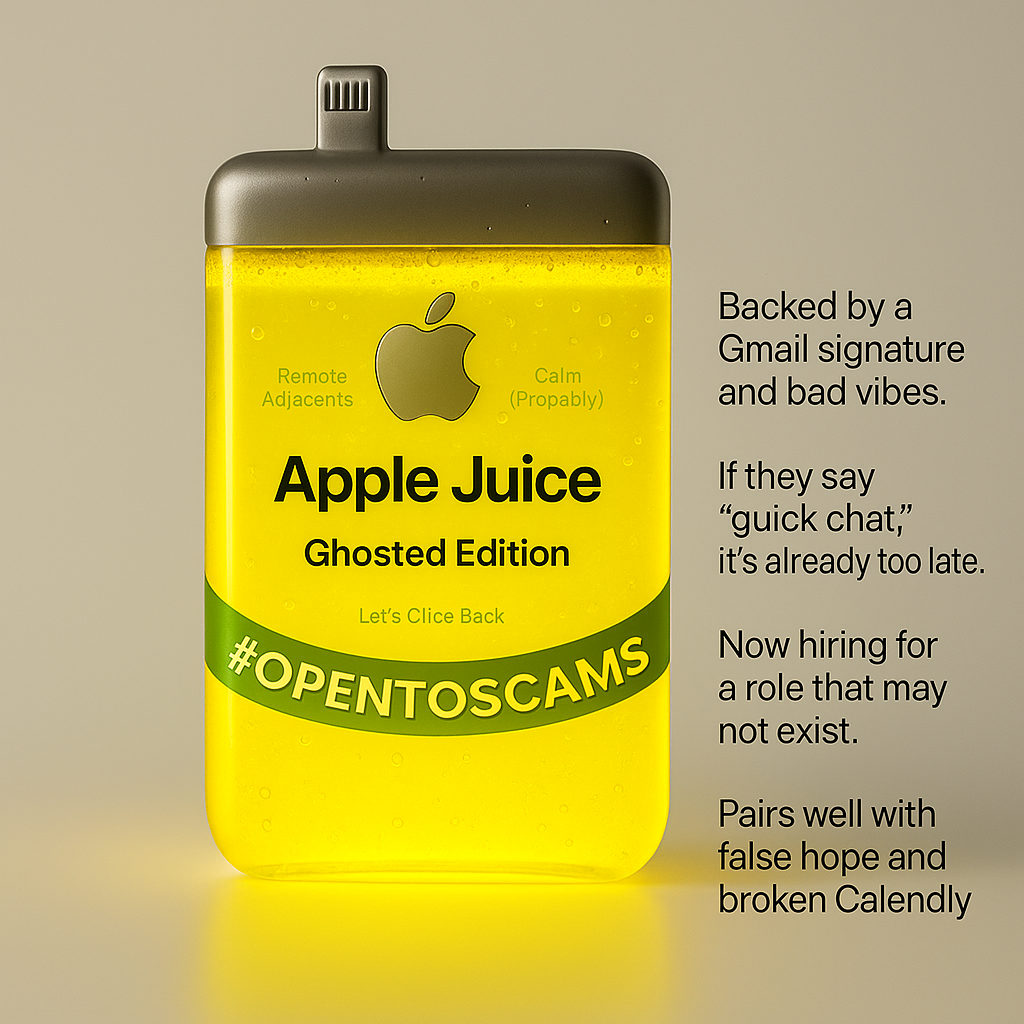 Remote
Adjacents
Calm
(Propably)
Apple Juice
Ghosted Edition
Let's Clice Back
#OPENTOSCAMS
Backed by a
Gmail signature
and bad vibes.
If they say
“guick chat,”
it's already too late.
Now hiring for
a role that may
not exist.
Pairs well with
false hope and
broken Calendly